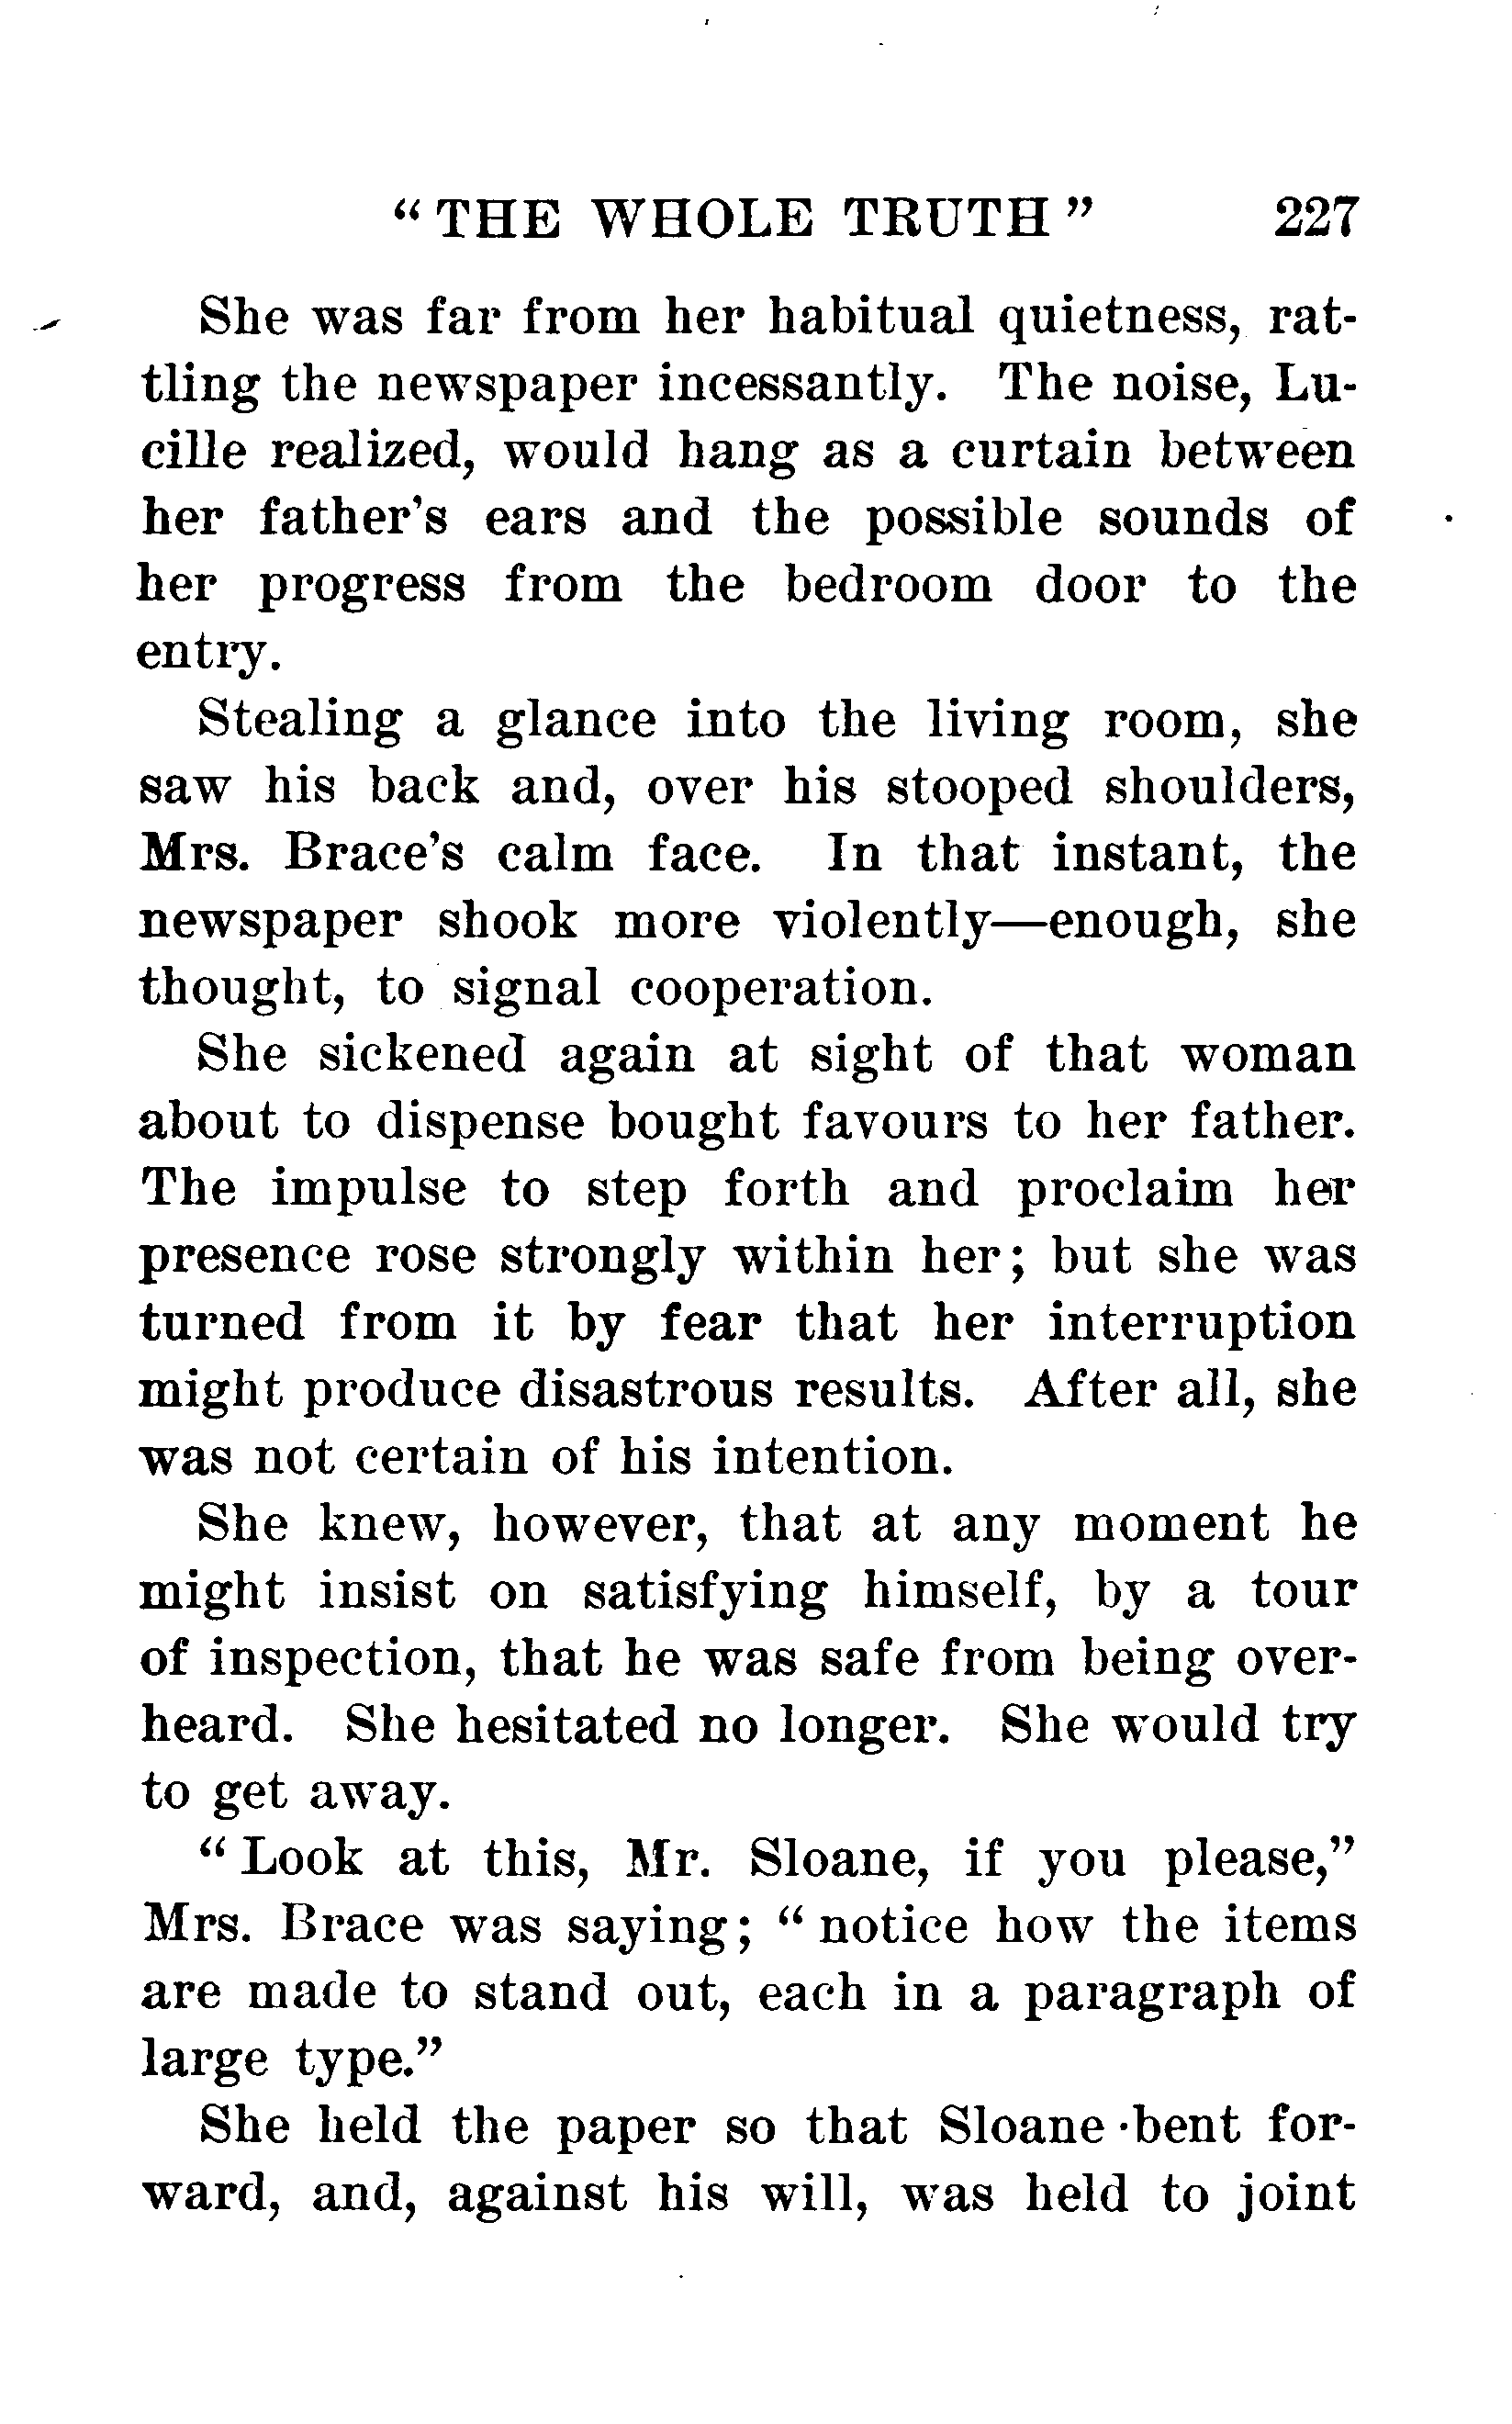 “ THE WHOLE TRUTH ” 227
She was far from her habitual quietness, rat-
tling the newspaper incessantly. The noise, Lu-
cille realized, would hang as a curtain between
her father’s ears and the possible sounds of
her progress from the bedroom door to the
entry.
Stealing a glance into the living room, she
saw his back and, over his stooped shoulders,
Mrs. Brace’s calm face. In that instant, the
newspaper shook more violently—enough, she
thought, to signal cooperation.
She sickened again at sight of that woman
about to dispense bought favours to her father.
The impulse to step forth and proclaim her
presence rose strongly within her; but she was
turned from it by fear that her interruption
might produce disastrous results. After all, she
was not certain of his intention.
She knew, however, that at any moment he
might insist on satisfying himself, by a tour
of inspection, that he was safe from being over-
heard. She hesitated no longer. She would try
to get away.
“ Look at this, Mr. Sloane, if you please,”
Mrs. Brace was saying; “ notice how the items
are made to stand out, each in a paragraph of
large type.”
She held the paper so that Sloane bent for-
ward, and, against his will, was held to joint